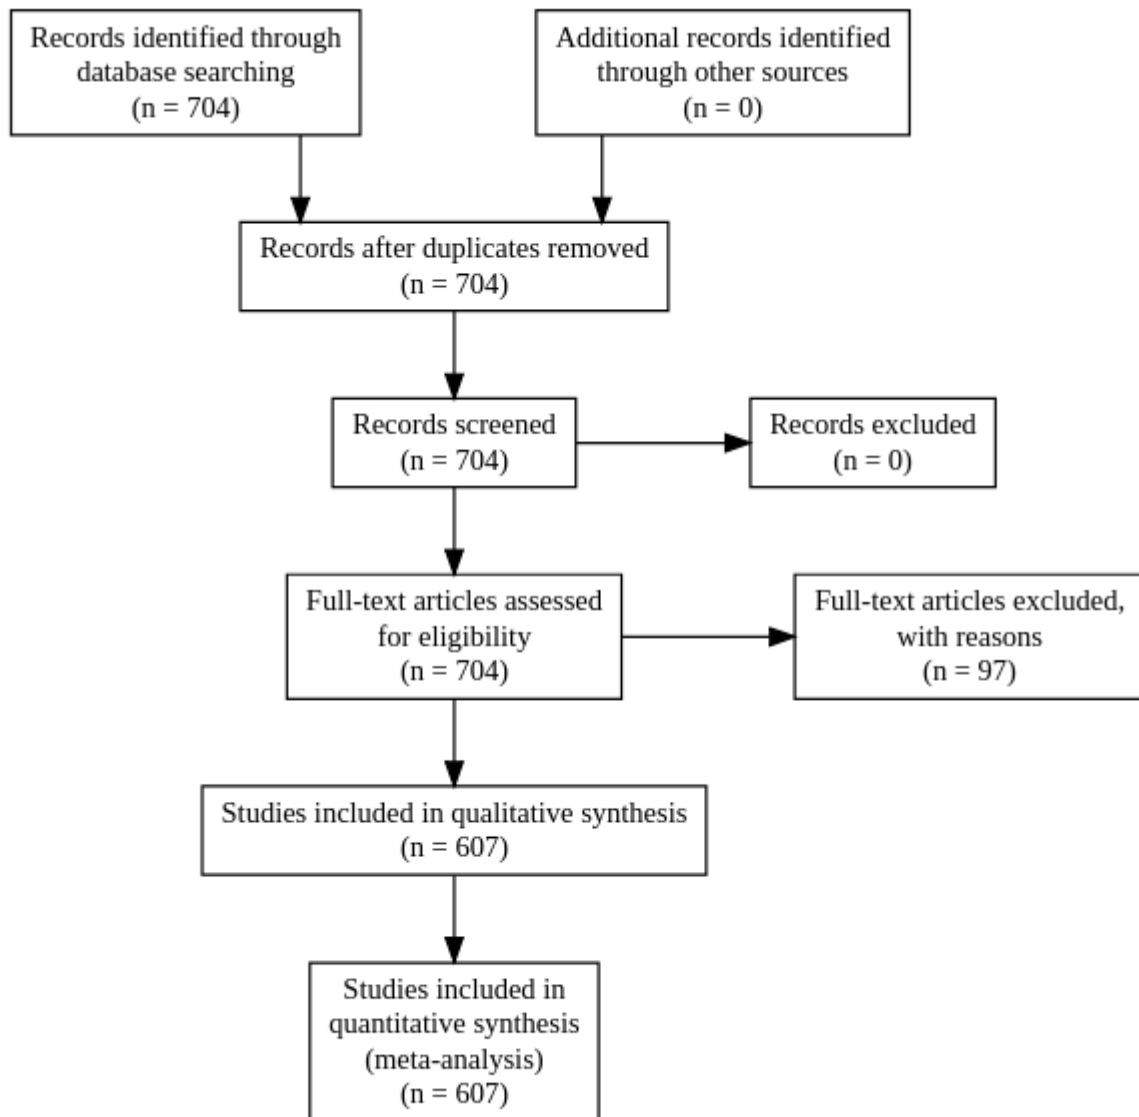 Records identified through
database searching
(n = 704)
Additional records identified
through other sources
(n = 0)
Records after duplicates removed
(n = 704)
Records screened
(n = 704)
Records excluded
(n = 0)
Full-text articles assessed
for eligibility
(n = 704)
Full-text articles excluded,
with reasons
(n = 97)
Studies included in qualitative synthesis
(n = 607)
Studies included in
quantitative synthesis
(meta-analysis)
(n = 607)